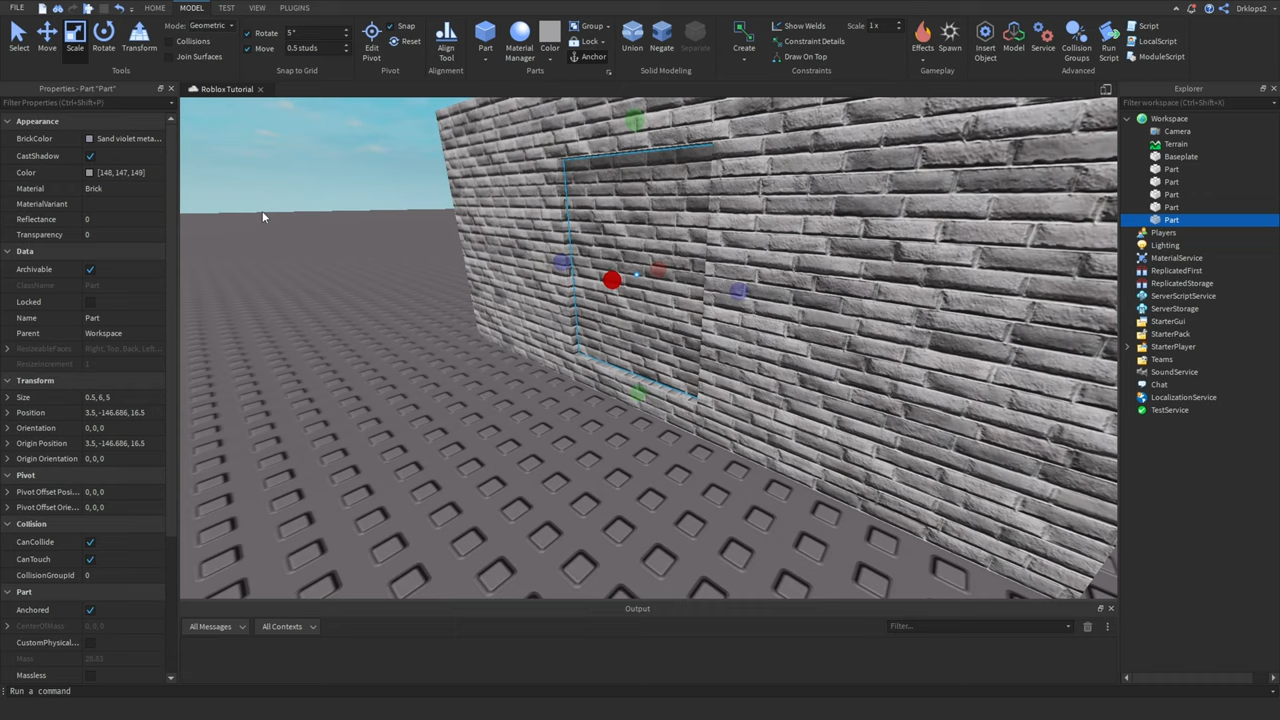 FILE HOME MODEL TEST VIEW PLUGINS Drklops2
Select Move Scale Rotate Transform
Mode: Geometric
Collisions
Join Surfaces
Tools
Rotate 5°
Move 0.5 studs
Snap to Grid
Edit Pivot
Snap
Reset
Pivot
Align Tool
Alignment
Part
Material Manager
Color
Group
Lock
Anchor
Parts
Union Negate Separate
Solid Modeling
Create
Show Welds Scale 1 x
Constraint Details
Draw On Top
Constraints
Effects Spawn
Gameplay
Insert Object
Model
Service
Collision Groups
Run Script
Script
LocalScript
ModuleScript
Advanced
Properties - Part "Part"
Filter Properties (Ctrl+Shift+P)
Appearance
BrickColor Sand violet meta...
CastShadow
Color [148, 147, 149]
Material Brick
MaterialVariant
Reflectance 0
Transparency 0
Data
Archivable
ClassName Part
Locked
Name Part
Parent Workspace
ResizeableFaces Right, Top, Back, Left...
ResizeIncrement 1
Transform
Size 0.5, 6, 5
Position 3.5, -146.686, 16.5
Orientation 0, 0, 0
Origin Position 3.5, -146.686, 16.5
Origin Orientation 0, 0, 0
Pivot
Pivot Offset Posi... 0, 0, 0
Pivot Offset Orie... 0, 0, 0
Collision
CanCollide
CanTouch
CollisionGroupId 0
Part
Anchored
CenterOfMass 0, 0, 0
CustomPhysical...
Mass 28.83
Massless
Roblox Tutorial
Output
All Messages All Contexts Filter...
Explorer
Filter workspace (Ctrl+Shift+X)
Workspace
Camera
Terrain
Baseplate
Part
Part
Part
Part
Part
Players
Lighting
MaterialService
ReplicatedFirst
ReplicatedStorage
ServerScriptService
ServerStorage
StarterGui
StarterPack
StarterPlayer
Teams
SoundService
Chat
LocalizationService
TestService
Run a command